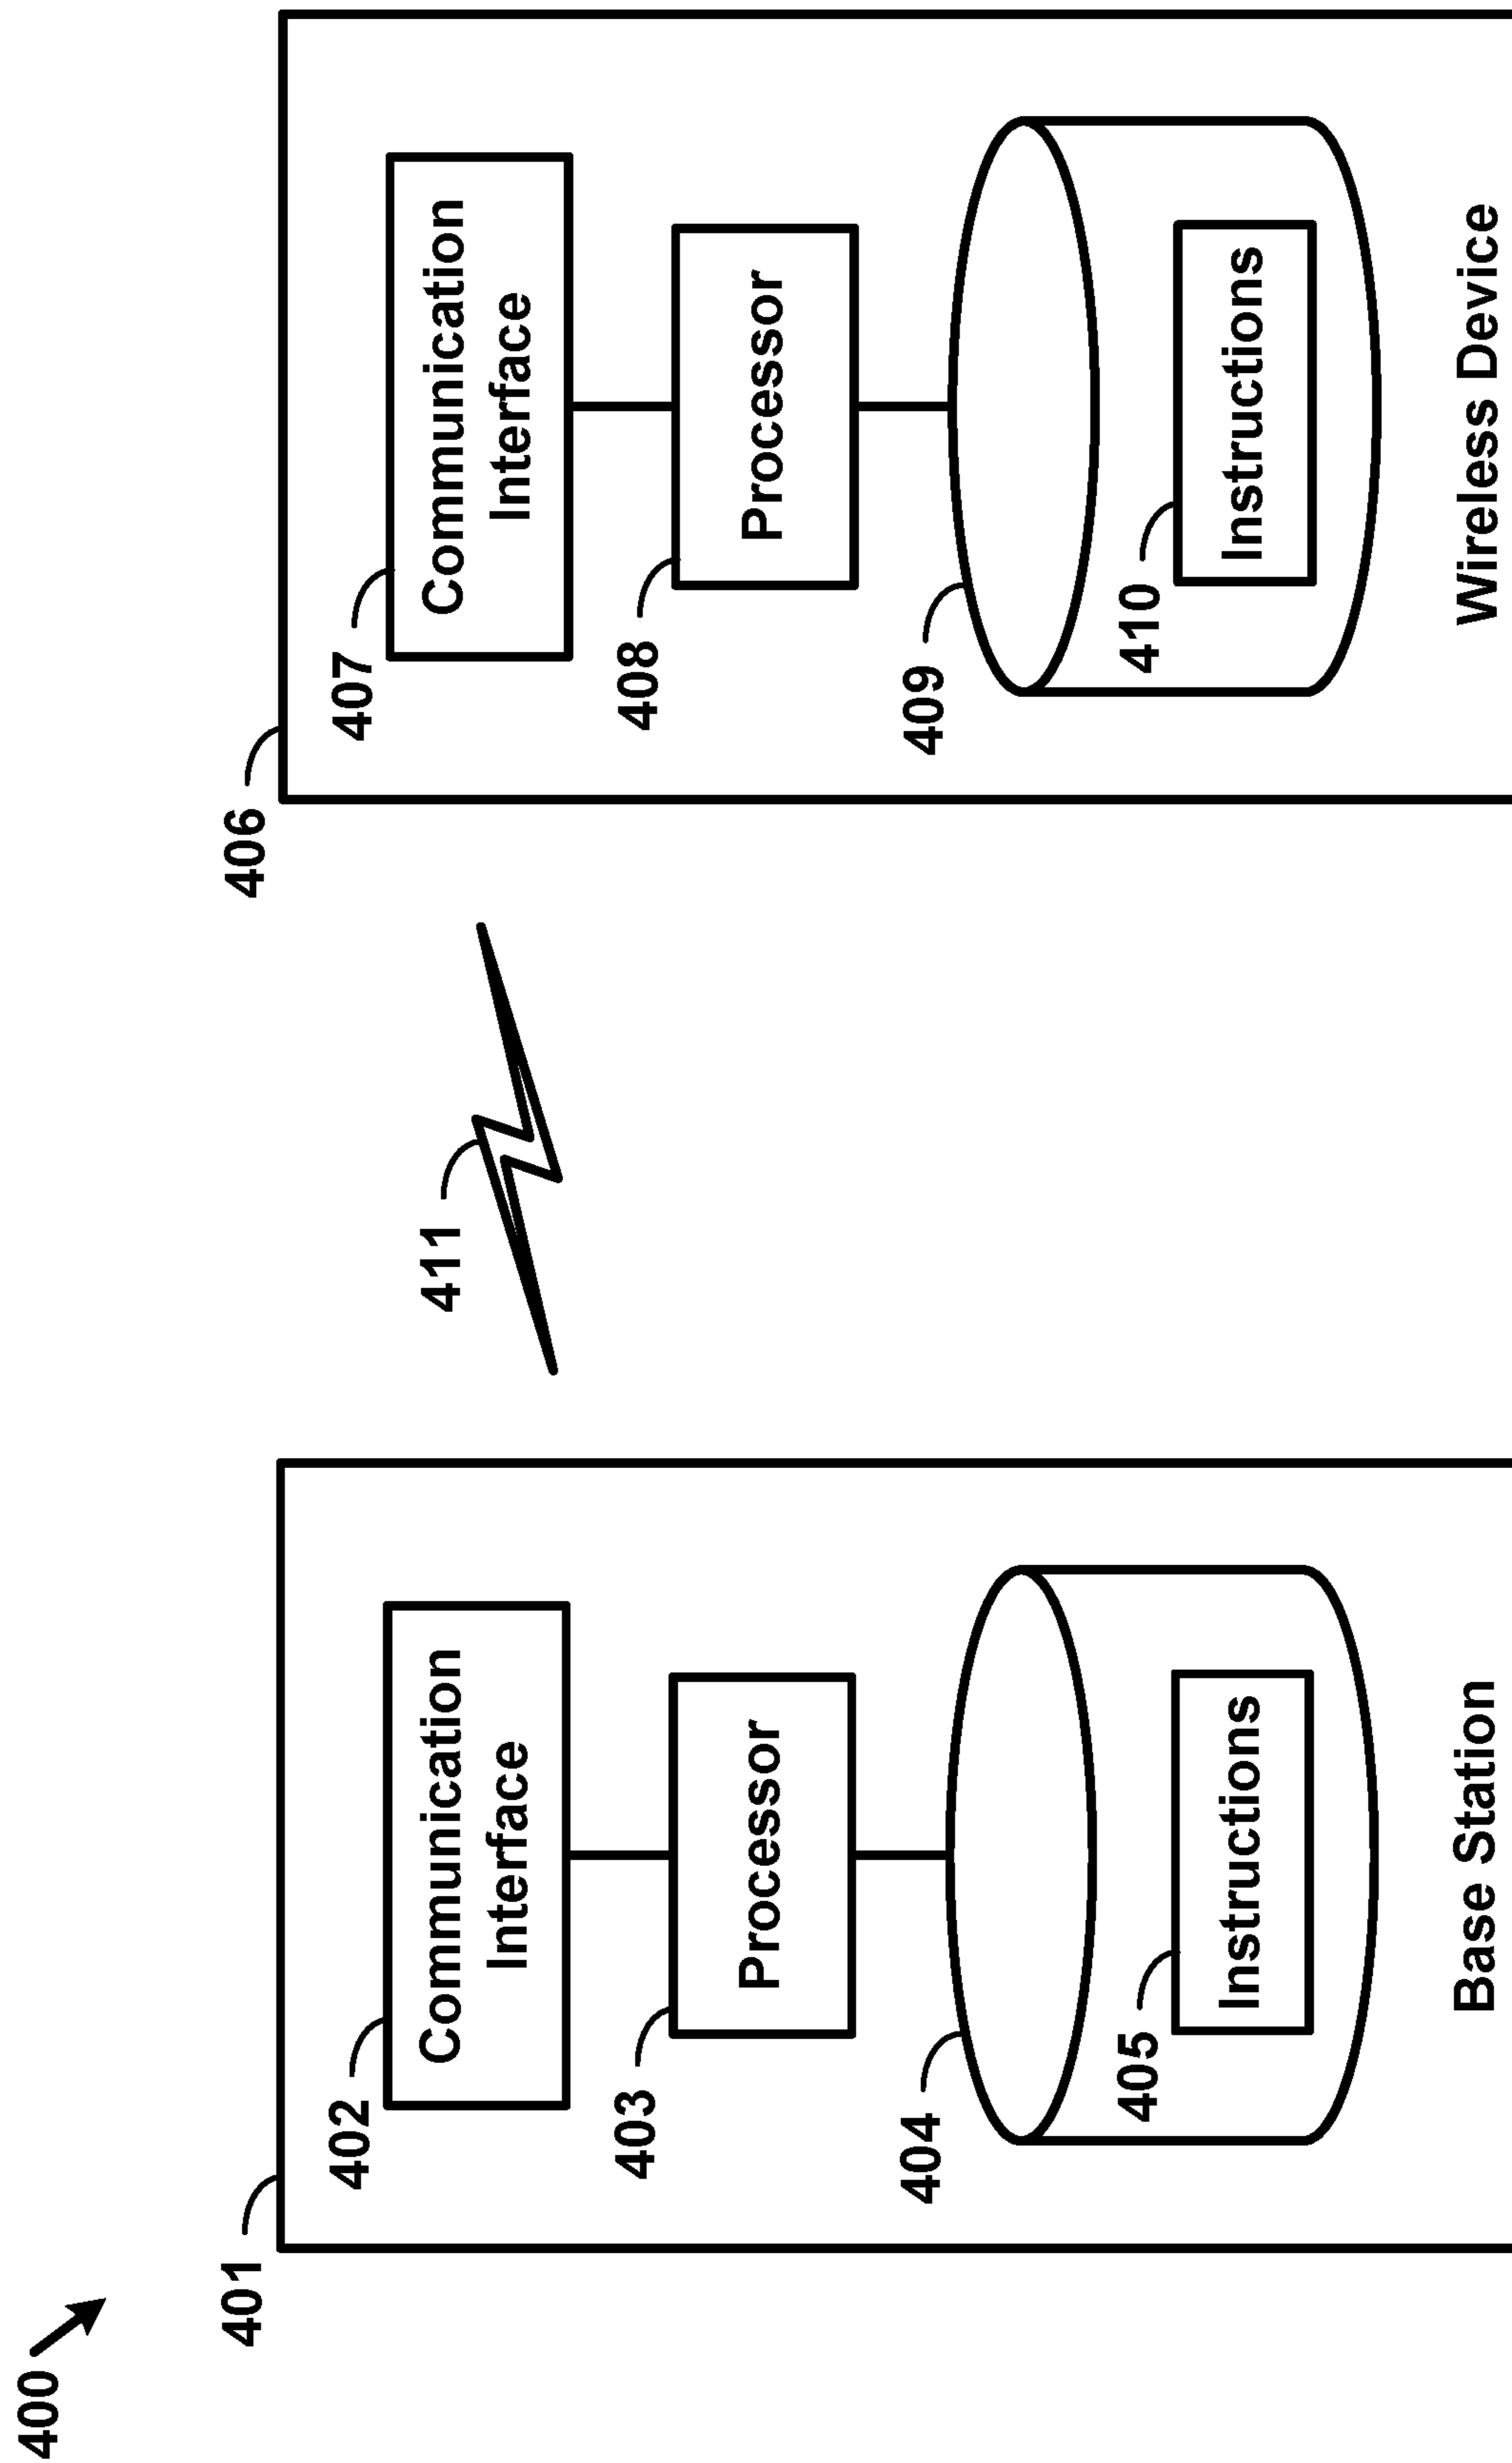 400
401
402
Communication
Interface
403
Processor
404
405
Instructions
Base Station
411
406
407
Communication
Interface
408
Processor
409
410
Instructions
Wireless Device